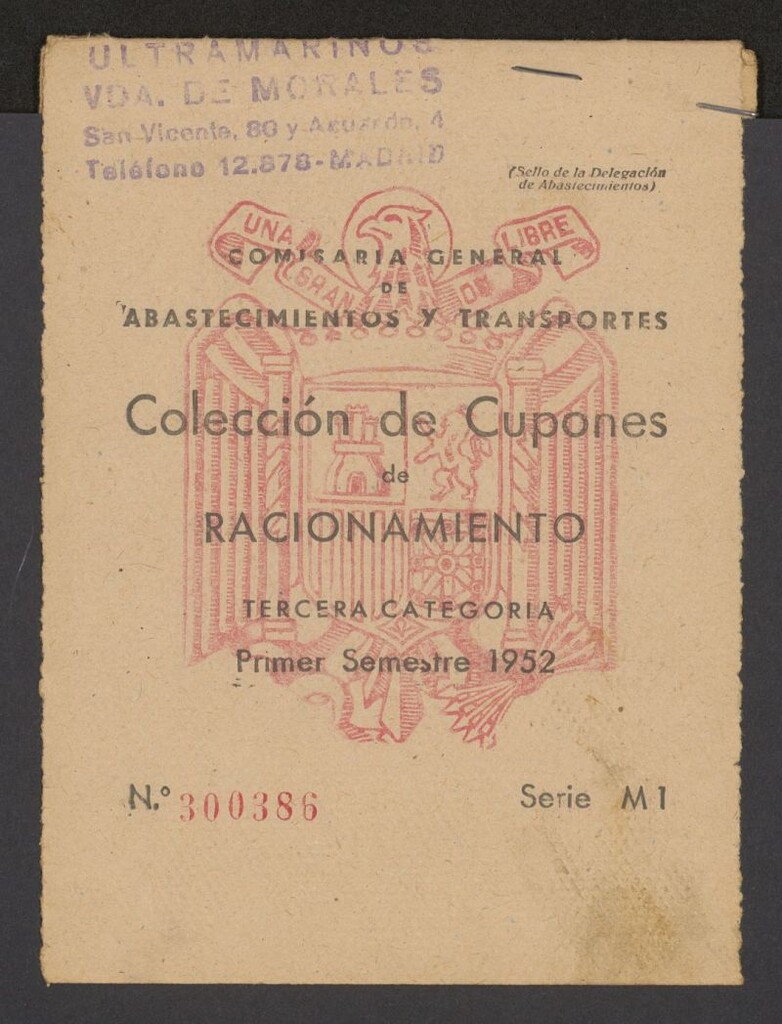 ULTRAMARINOS
VDA. DE MORALES
San Vicente, 80 y Acuerdo, 4
Teléfono 12.878-MADRID
(Sello de la Delegación
de Abastecimientos)
UNA GRANDE LIBRE
COMISARIA GENERAL
DE
ABASTECIMIENTOS Y TRANSPORTES
Colección de Cupones
de
RACIONAMIENTO
TERCERA CATEGORIA
Primer Semestre 1952
N.º 300386
Serie M1